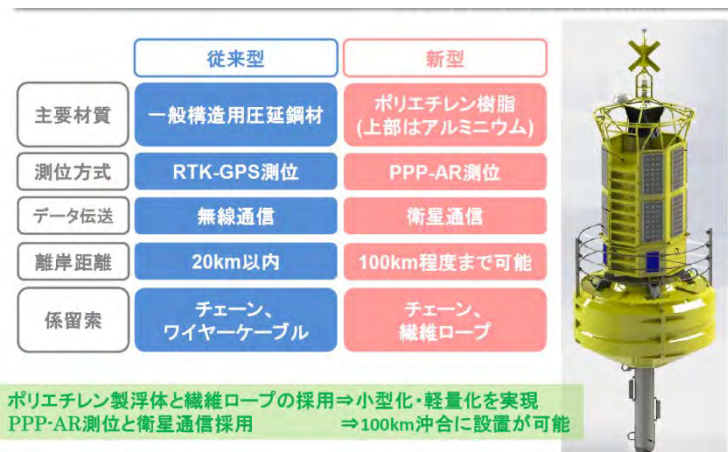 従来型
新型
主要材質
一般構造用圧延鋼材
ポリエチレン樹脂
(上部はアルミニウム)
測位方式
RTK-GPS測位
PPP-AR測位
データ伝送
無線通信
衛星通信
離岸距離
20km以内
100km程度まで可能
係留索
チェーン、
ワイヤーケーブル
チェーン、
繊維ロープ
ポリエチレン製浮体と繊維ロープの採用⇒小型化・軽量化を実現
PPP-AR測位と衛星通信採用 ⇒100km沖合に設置が可能